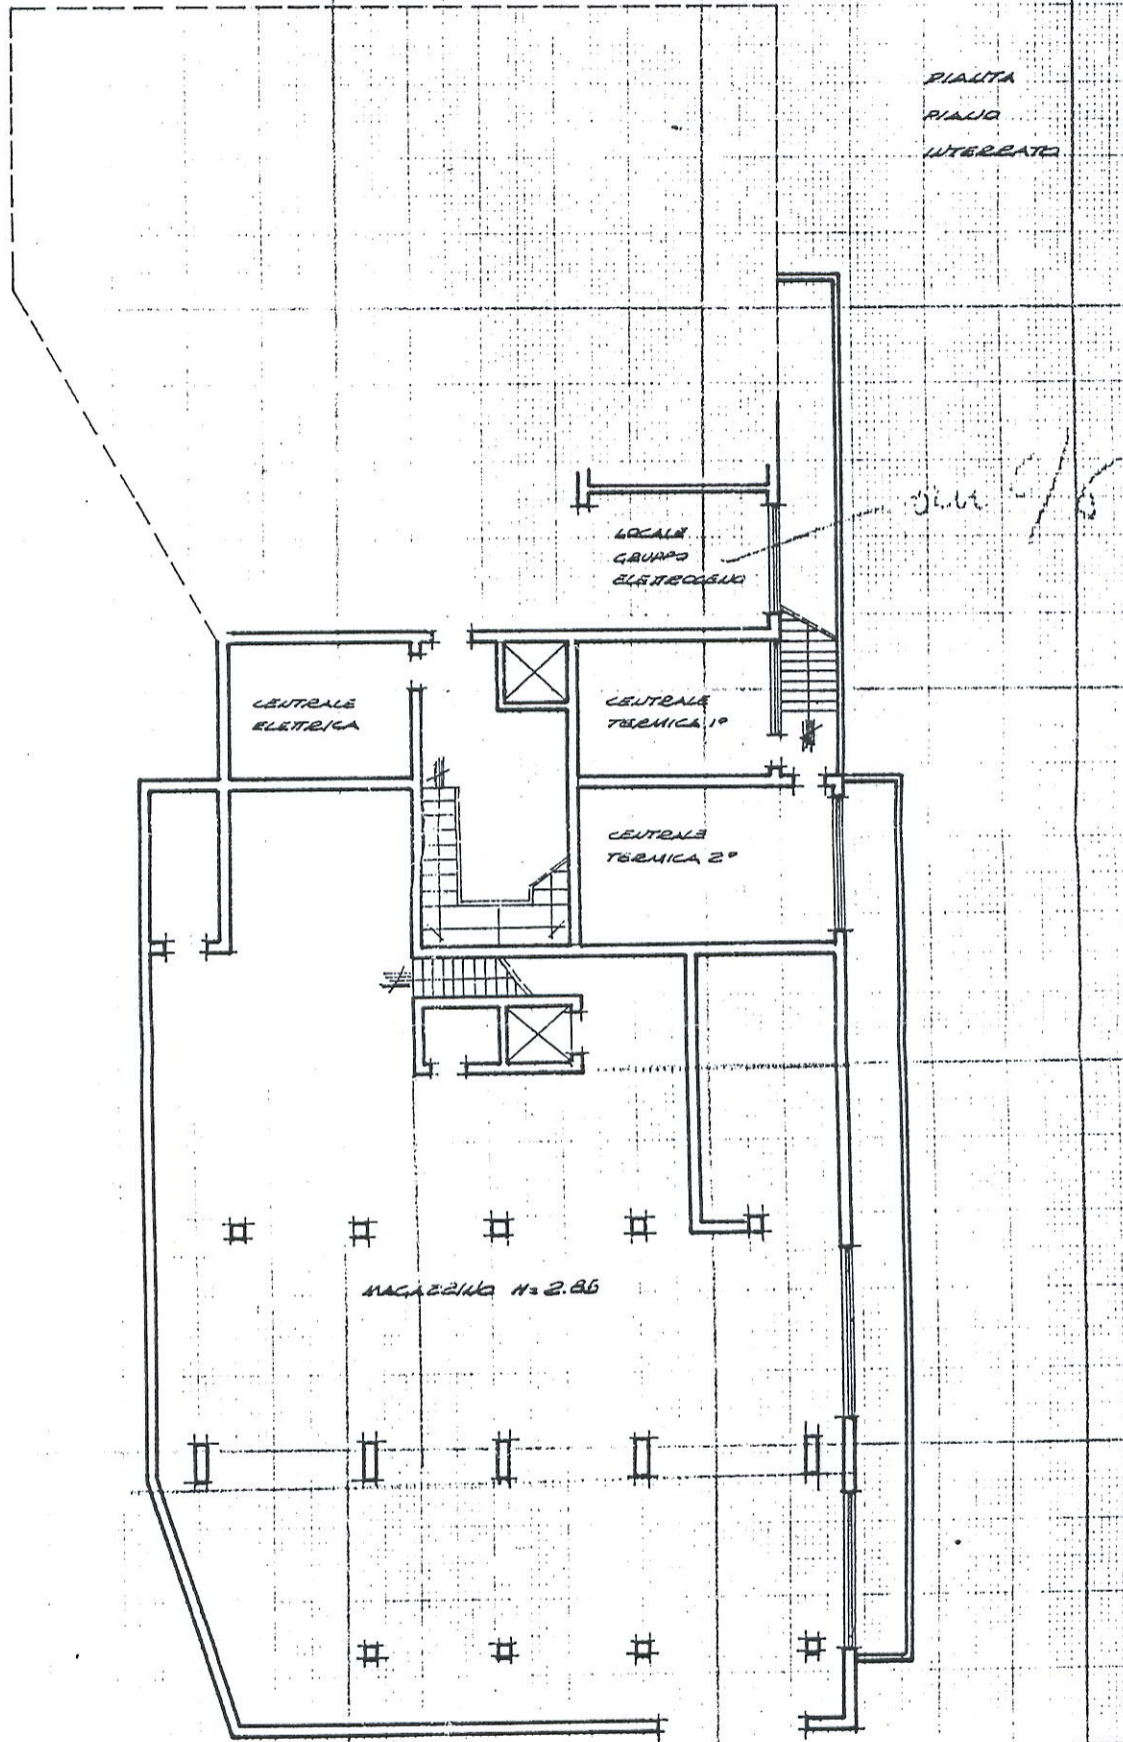 PIANTA
PIANO
INTERRATO
LOCALE
GRUPPO
ELETTROGENO
CENTRALE
ELETTRICA
CENTRALE
TERMICA 1°
CENTRALE
TERMICA 2°
MAGAZZINO H= 2.86